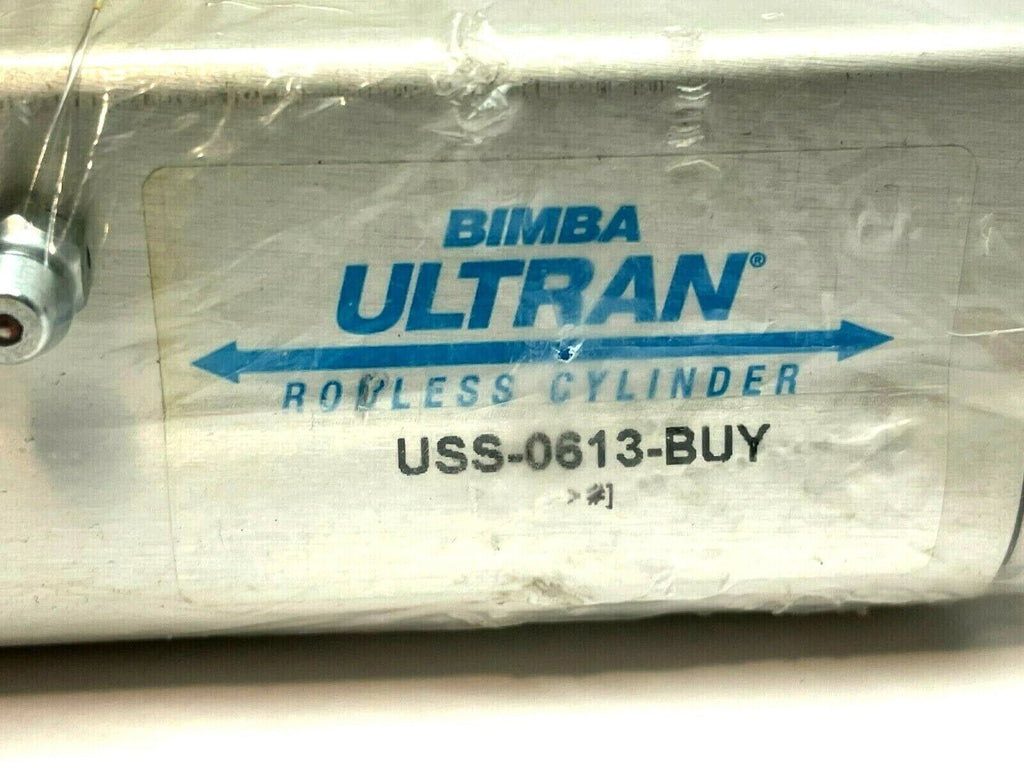 BIMBA
ULTRAN®
RODLESS CYLINDER
USS-0613-BUY
>#]